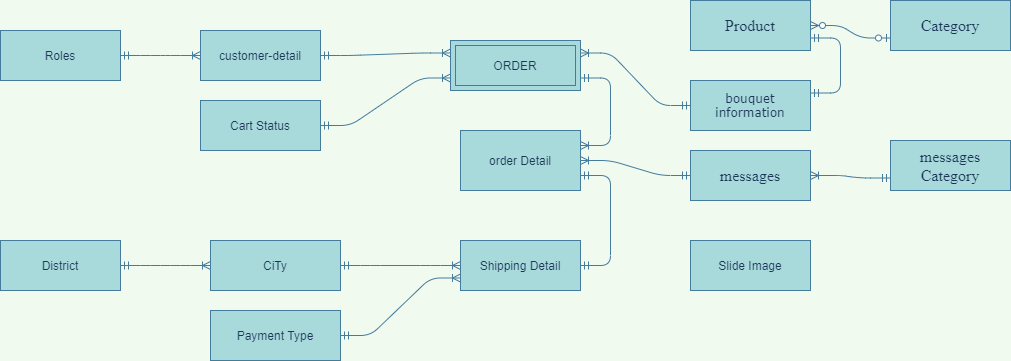 Product
Category
Roles
customer-detail
ORDER
bouquet
information
Cart Status
order Detail
messages
messages
Category
District
CiTy
Shipping Detail
Slide Image
Payment Type